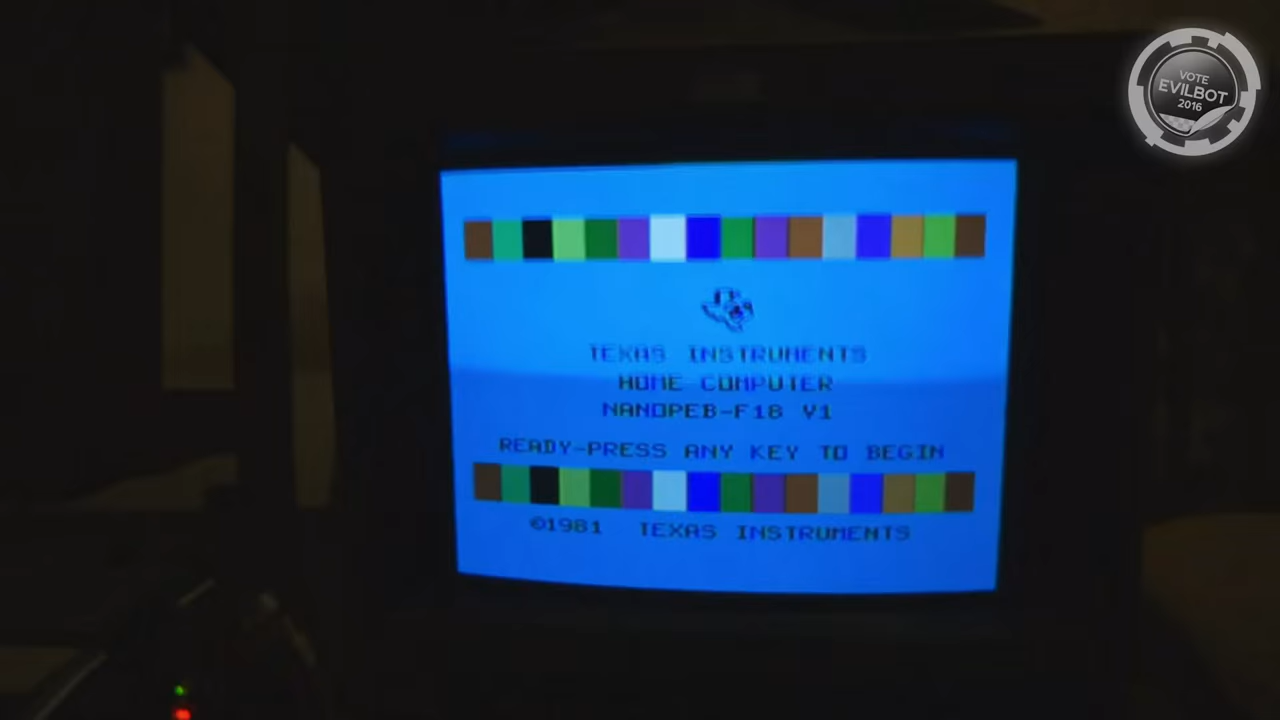 VOTE
EVILBOT
2016
TEXAS INSTRUMENTS
HOME COMPUTER
NANOPEB-F18 V1
READY-PRESS ANY KEY TO BEGIN
©1981 TEXAS INSTRUMENTS